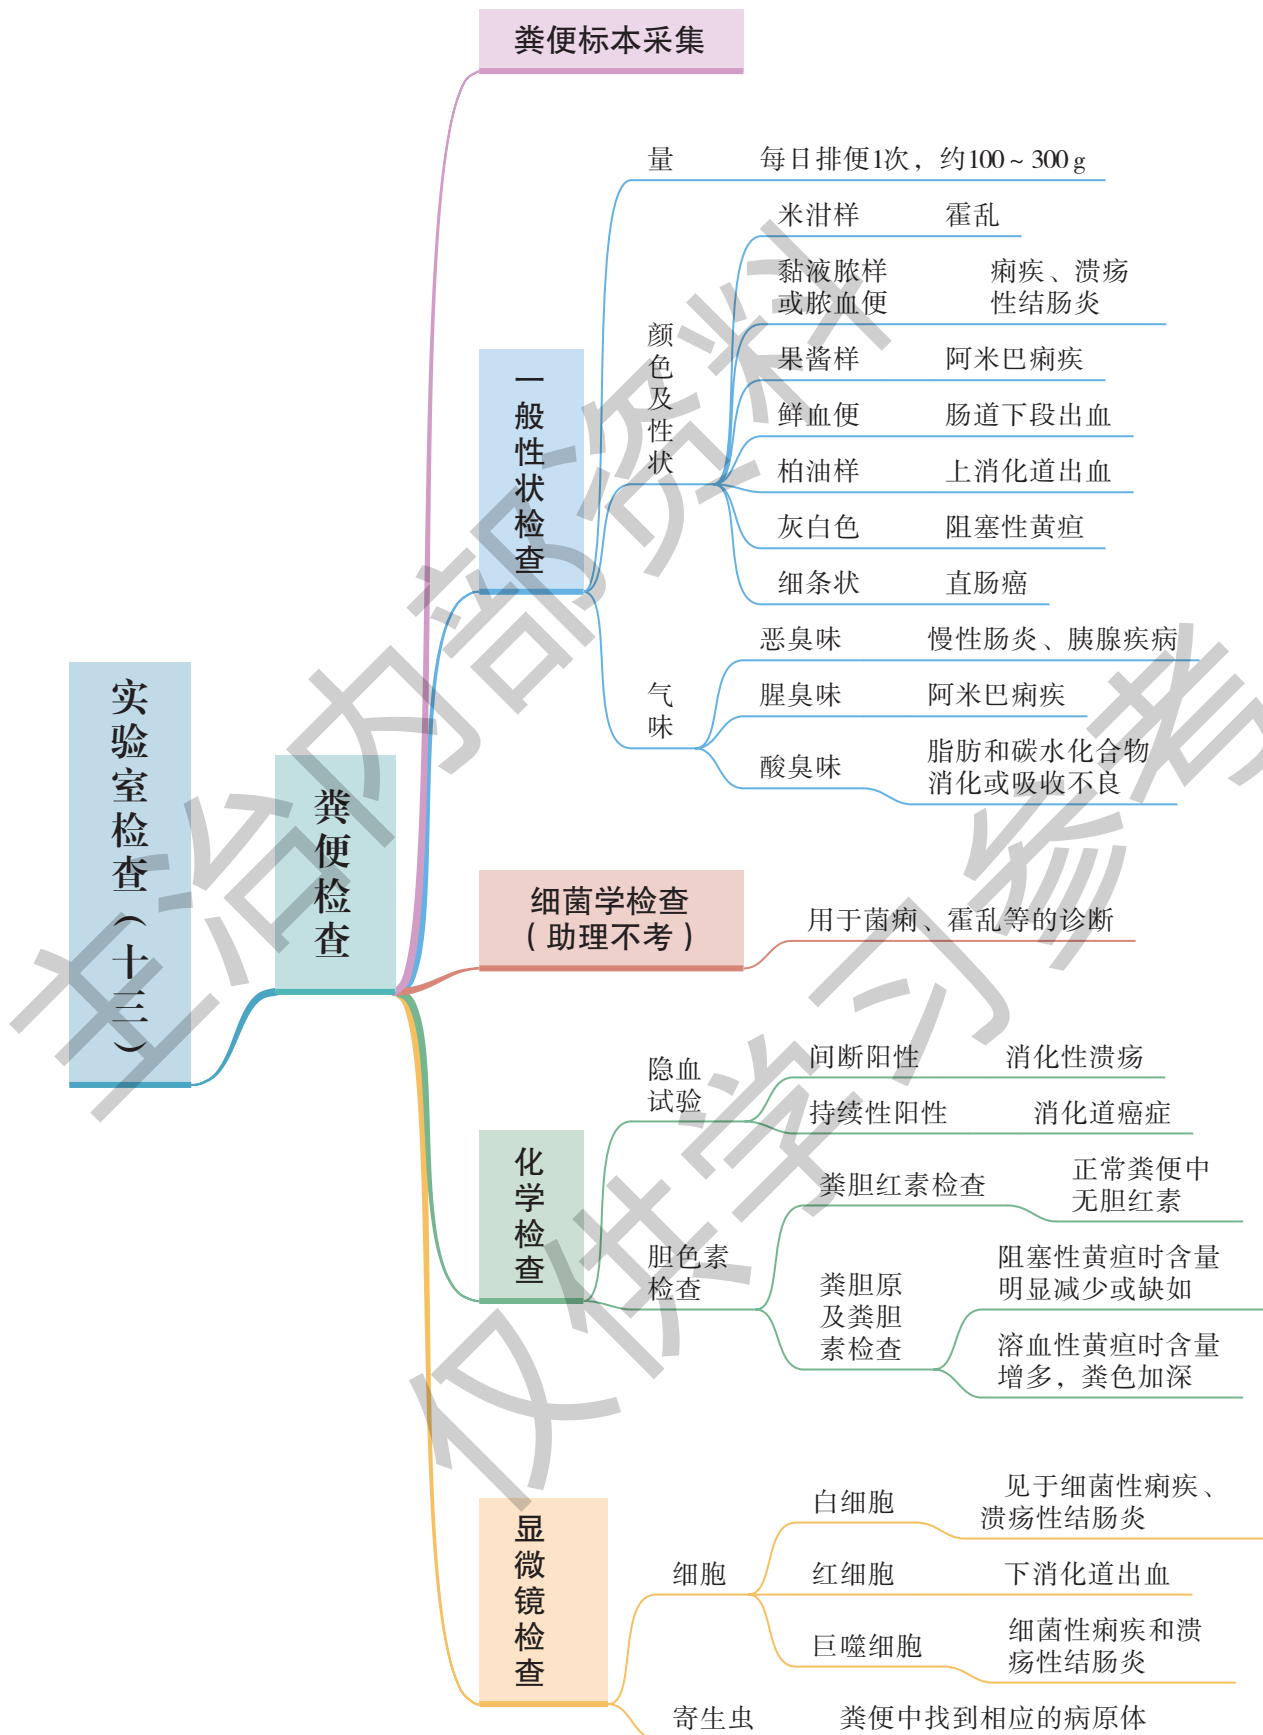 实验室检查（十三）
粪便检查
粪便标本采集
一般性状检查
量
每日排便1次，约100～300 g
颜色及性状
米泔样
霍乱
黏液脓样
或脓血便
痢疾、溃疡
性结肠炎
果酱样
阿米巴痢疾
鲜血便
肠道下段出血
柏油样
上消化道出血
灰白色
阻塞性黄疸
细条状
直肠癌
气味
恶臭味
慢性肠炎、胰腺疾病
腥臭味
阿米巴痢疾
酸臭味
脂肪和碳水化合物
消化或吸收不良
细菌学检查
（助理不考）
用于菌痢、霍乱等的诊断
化学检查
隐血
试验
间断阳性
消化性溃疡
持续性阳性
消化道癌症
胆色素
检查
粪胆红素检查
正常粪便中
无胆红素
粪胆原
及粪胆
素检查
阻塞性黄疸时含量
明显减少或缺如
溶血性黄疸时含量
增多，粪色加深
显微镜检查
细胞
白细胞
见于细菌性痢疾、
溃疡性结肠炎
红细胞
下消化道出血
巨噬细胞
细菌性痢疾和溃
疡性结肠炎
寄生虫
粪便中找到相应的病原体
主治内部资料
仅供学习参考